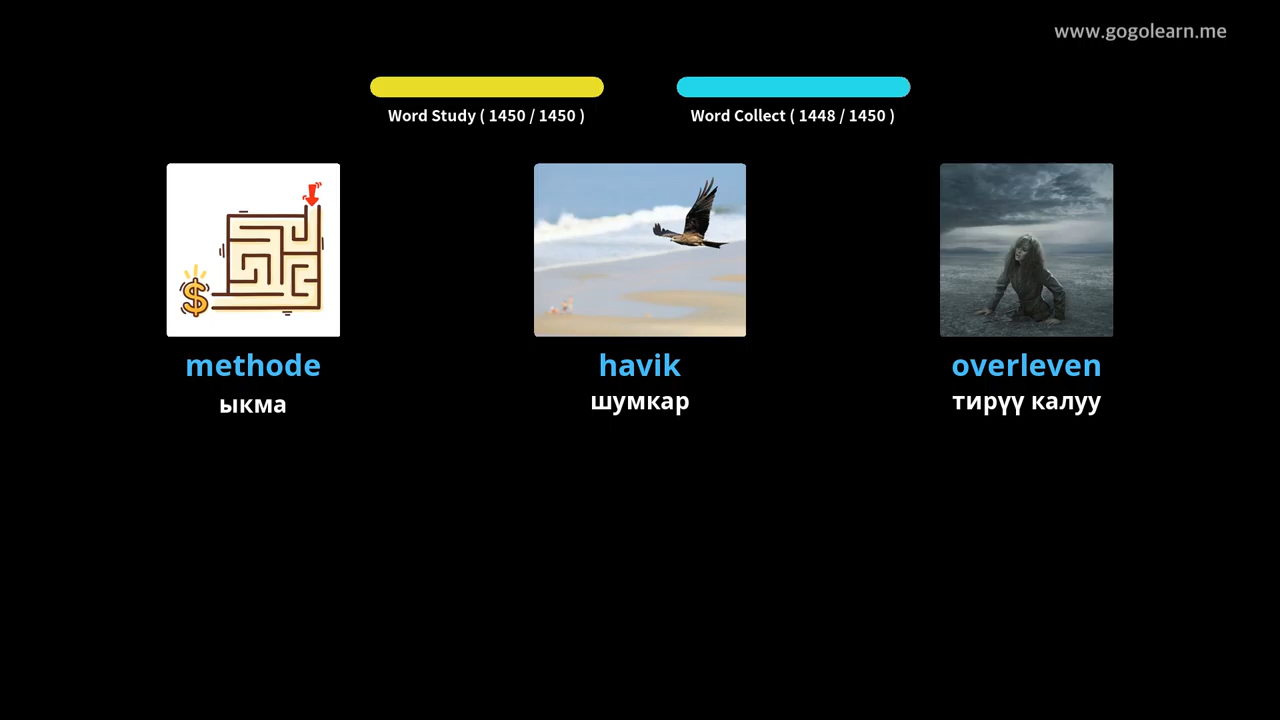 www.gogolearn.me
Word Study ( 1450 / 1450 )
Word Collect ( 1448 / 1450 )
methode
ыкма
havik
шумкар
overleven
тирүү калуу